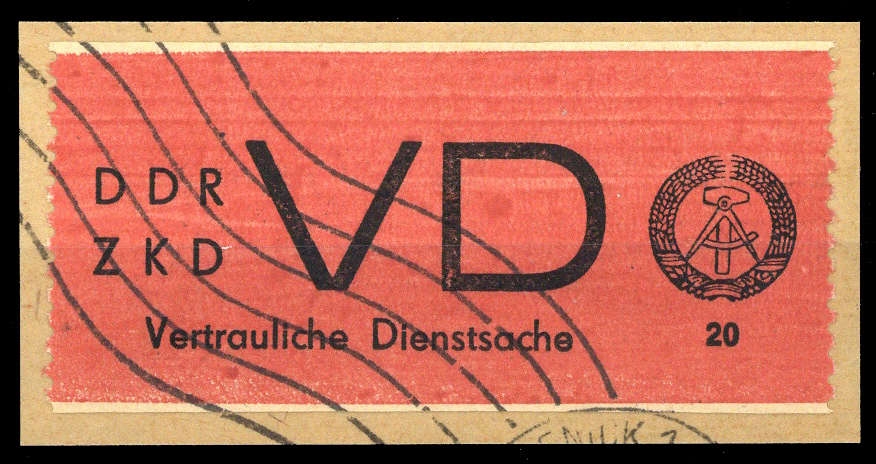 DDR
ZKD
VD
Vertrauliche Dienstsache
20